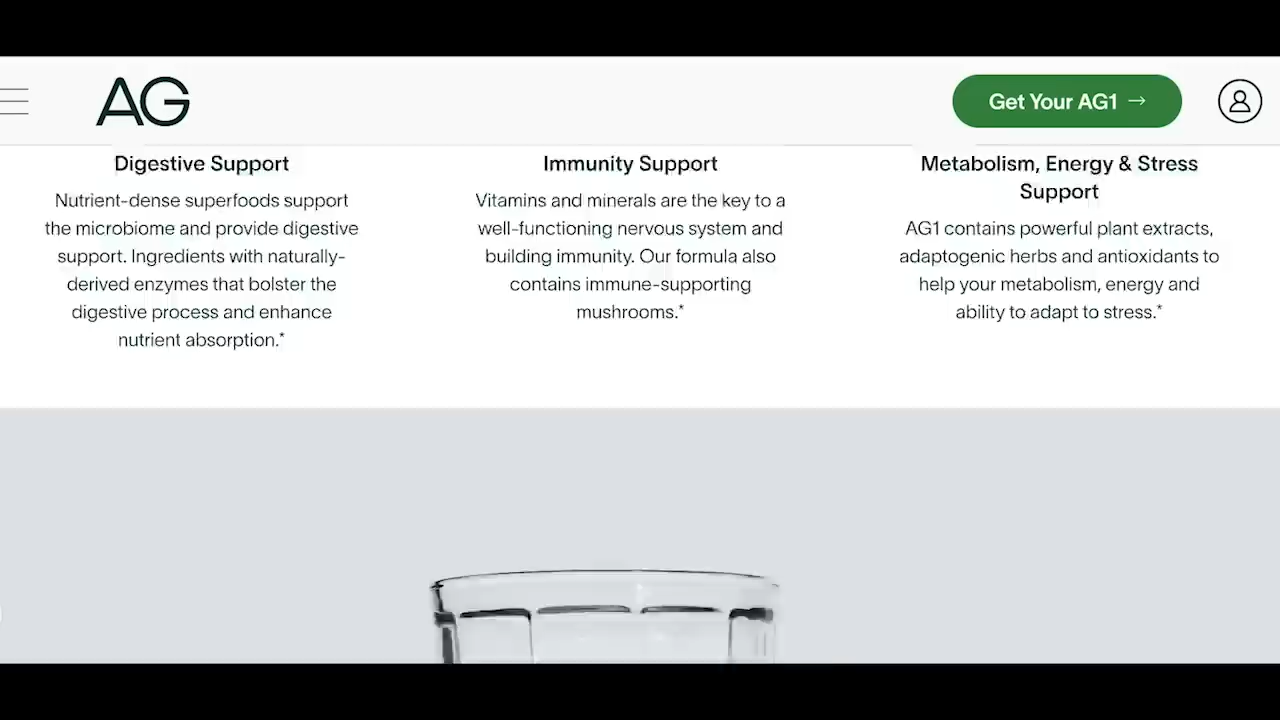 AG
Get Your AG1 →
Digestive Support
Nutrient-dense superfoods support
the microbiome and provide digestive
support. Ingredients with naturally-
derived enzymes that bolster the
digestive process and enhance
nutrient absorption.*
Immunity Support
Vitamins and minerals are the key to a
well-functioning nervous system and
building immunity. Our formula also
contains immune-supporting
mushrooms.*
Metabolism, Energy & Stress
Support
AG1 contains powerful plant extracts,
adaptogenic herbs and antioxidants to
help your metabolism, energy and
ability to adapt to stress.*